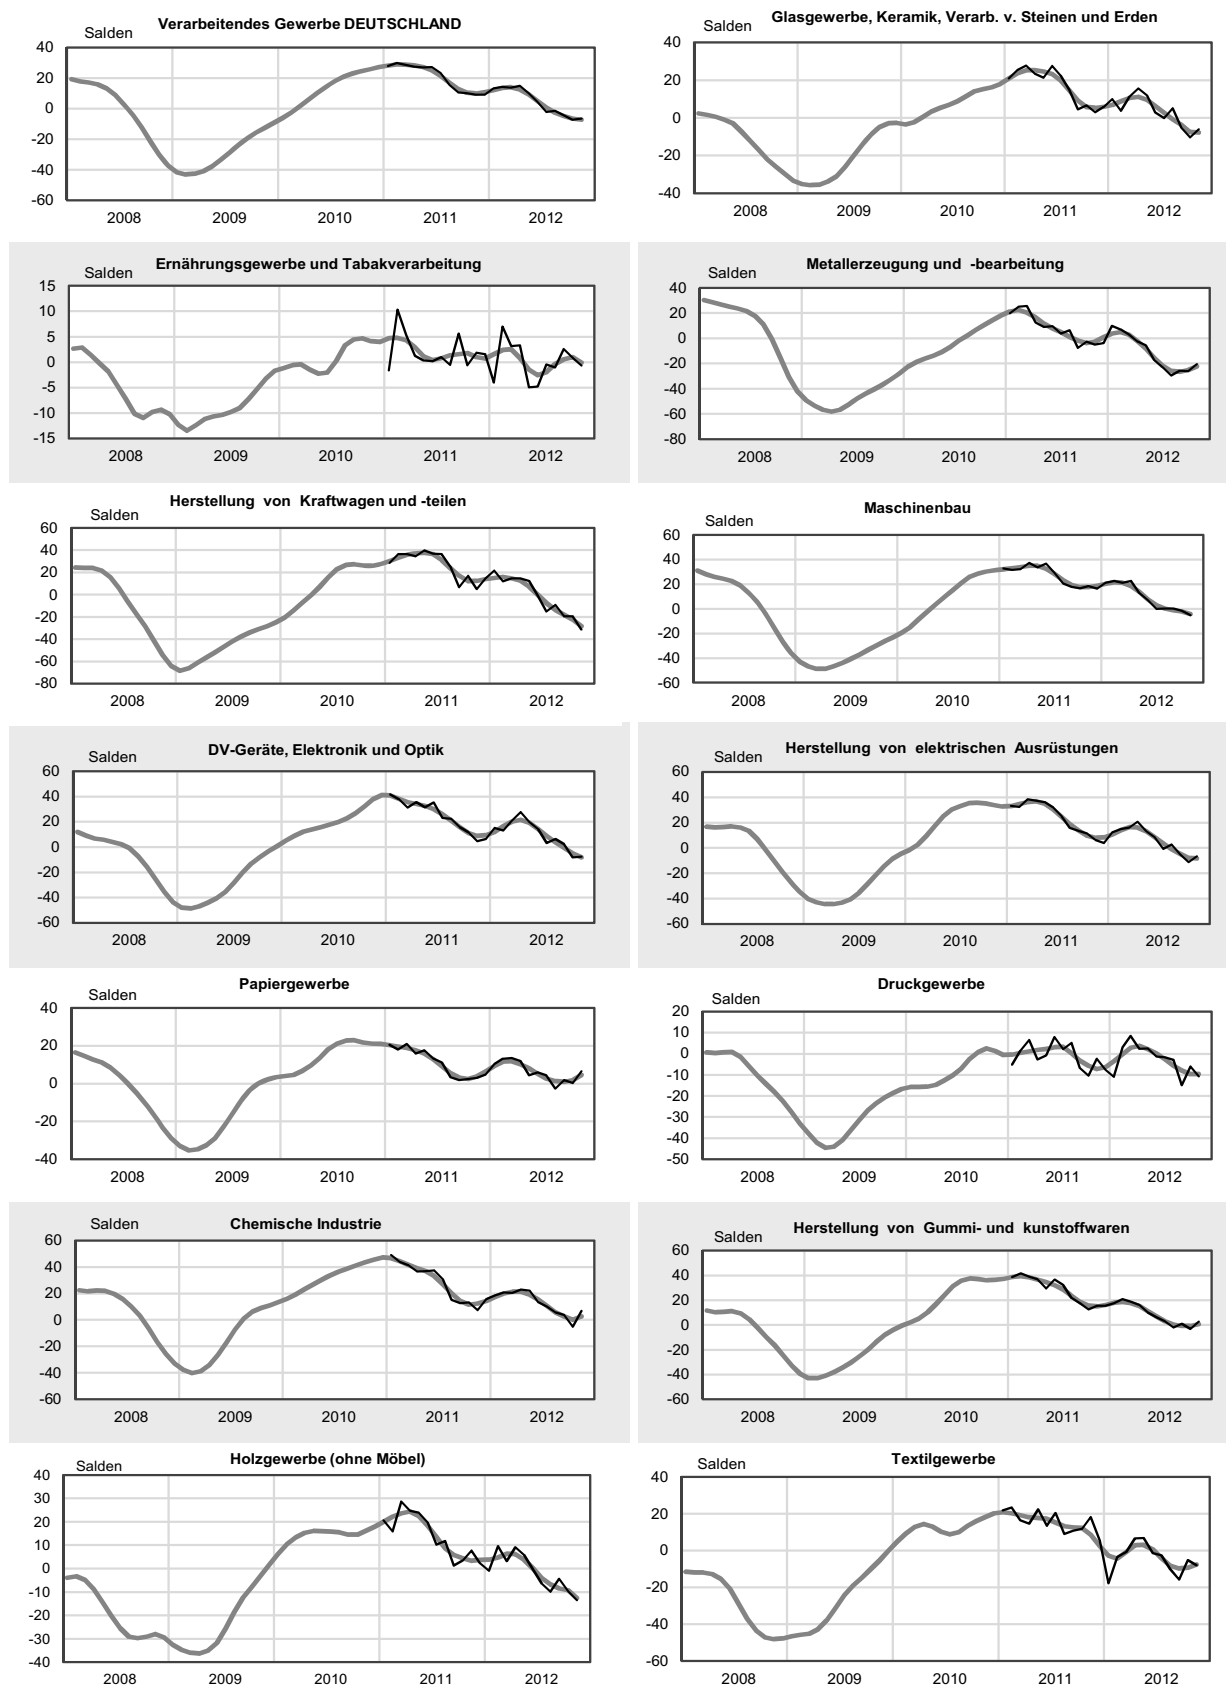 Verarbeitendes Gewerbe DEUTSCHLAND
Salden
40
20
0
-20
-40
-60
2008 2009 2010 2011 2012
Glasgewerbe, Keramik, Verarb. v. Steinen und Erden
Salden
40
20
0
-20
-40
2008 2009 2010 2011 2012
Ernährungsgewerbe und Tabakverarbeitung
Salden
15
10
5
0
-5
-10
-15
2008 2009 2010 2011 2012
Metallerzeugung und -bearbeitung
Salden
40
20
0
-20
-40
-60
-80
2008 2009 2010 2011 2012
Herstellung von Kraftwagen und -teilen
Salden
60
40
20
0
-20
-40
-60
-80
2008 2009 2010 2011 2012
Maschinenbau
Salden
60
40
20
0
-20
-40
-60
2008 2009 2010 2011 2012
DV-Geräte, Elektronik und Optik
Salden
60
40
20
0
-20
-40
-60
2008 2009 2010 2011 2012
Herstellung von elektrischen Ausrüstungen
Salden
60
40
20
0
-20
-40
-60
2008 2009 2010 2011 2012
Papiergewerbe
Salden
40
20
0
-20
-40
2008 2009 2010 2011 2012
Druckgewerbe
Salden
20
10
0
-10
-20
-30
-40
-50
2008 2009 2010 2011 2012
Chemische Industrie
Salden
60
40
20
0
-20
-40
-60
2008 2009 2010 2011 2012
Herstellung von Gummi- und kunstoffwaren
Salden
60
40
20
0
-20
-40
-60
2008 2009 2010 2011 2012
Holzgewerbe (ohne Möbel)
Salden
40
30
20
10
0
-10
-20
-30
-40
2008 2009 2010 2011 2012
Textilgewerbe
Salden
40
20
0
-20
-40
-60
2008 2009 2010 2011 2012